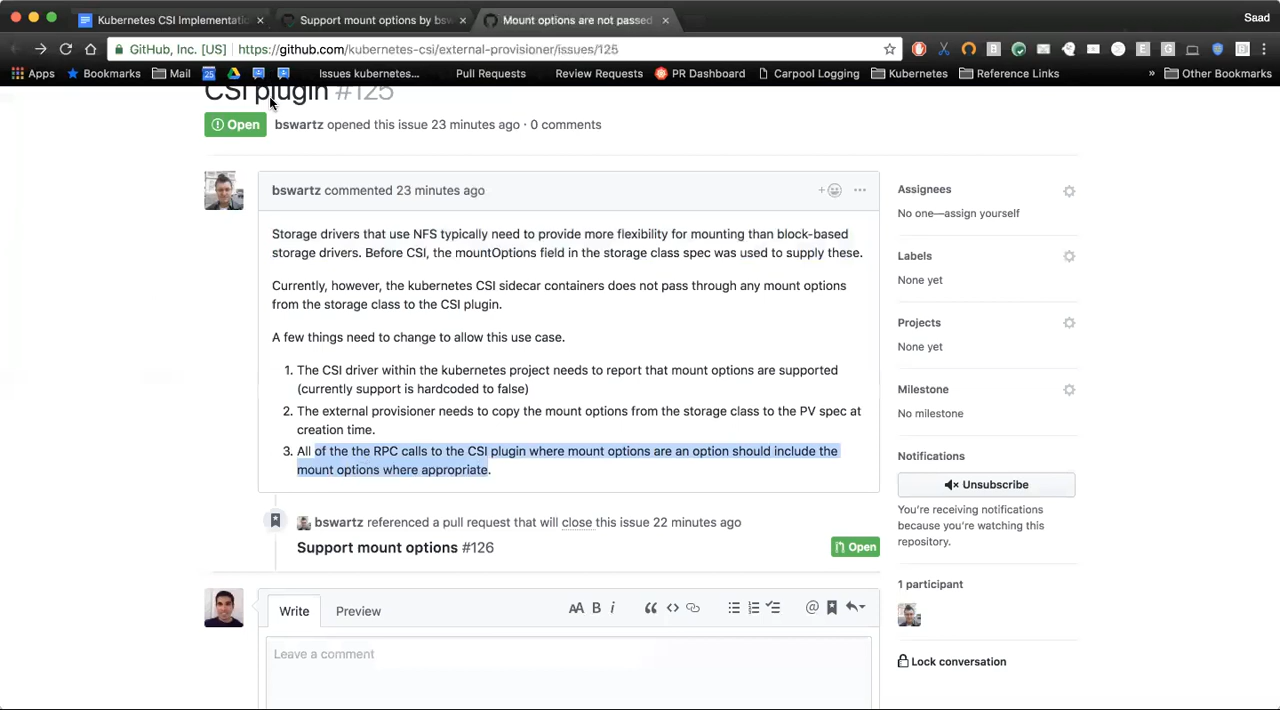 Kubernetes CSI Implementatio
Support mount options by bsw
Mount options are not passed
Saad
GitHub, Inc. [US]
https://github.com/kubernetes-csi/external-provisioner/issues/125
Apps
Bookmarks
Mail
Issues kubernetes...
Pull Requests
Review Requests
PR Dashboard
Carpool Logging
Kubernetes
Reference Links
»
Other Bookmarks
CSI plugin #125
Open
bswartz opened this issue 23 minutes ago · 0 comments
bswartz commented 23 minutes ago
Storage drivers that use NFS typically need to provide more flexibility for mounting than block-based
storage drivers. Before CSI, the mountOptions field in the storage class spec was used to supply these.
Currently, however, the kubernetes CSI sidecar containers does not pass through any mount options
from the storage class to the CSI plugin.
A few things need to change to allow this use case.
1. The CSI driver within the kubernetes project needs to report that mount options are supported
(currently support is hardcoded to false)
2. The external provisioner needs to copy the mount options from the storage class to the PV spec at
creation time.
3. All of the the RPC calls to the CSI plugin where mount options are an option should include the
mount options where appropriate.
bswartz referenced a pull request that will close this issue 22 minutes ago
Support mount options #126
Open
Write
Preview
AA B i
Leave a comment
Assignees
No one—assign yourself
Labels
None yet
Projects
None yet
Milestone
No milestone
Notifications
Unsubscribe
You're receiving notifications
because you're watching this
repository.
1 participant
Lock conversation